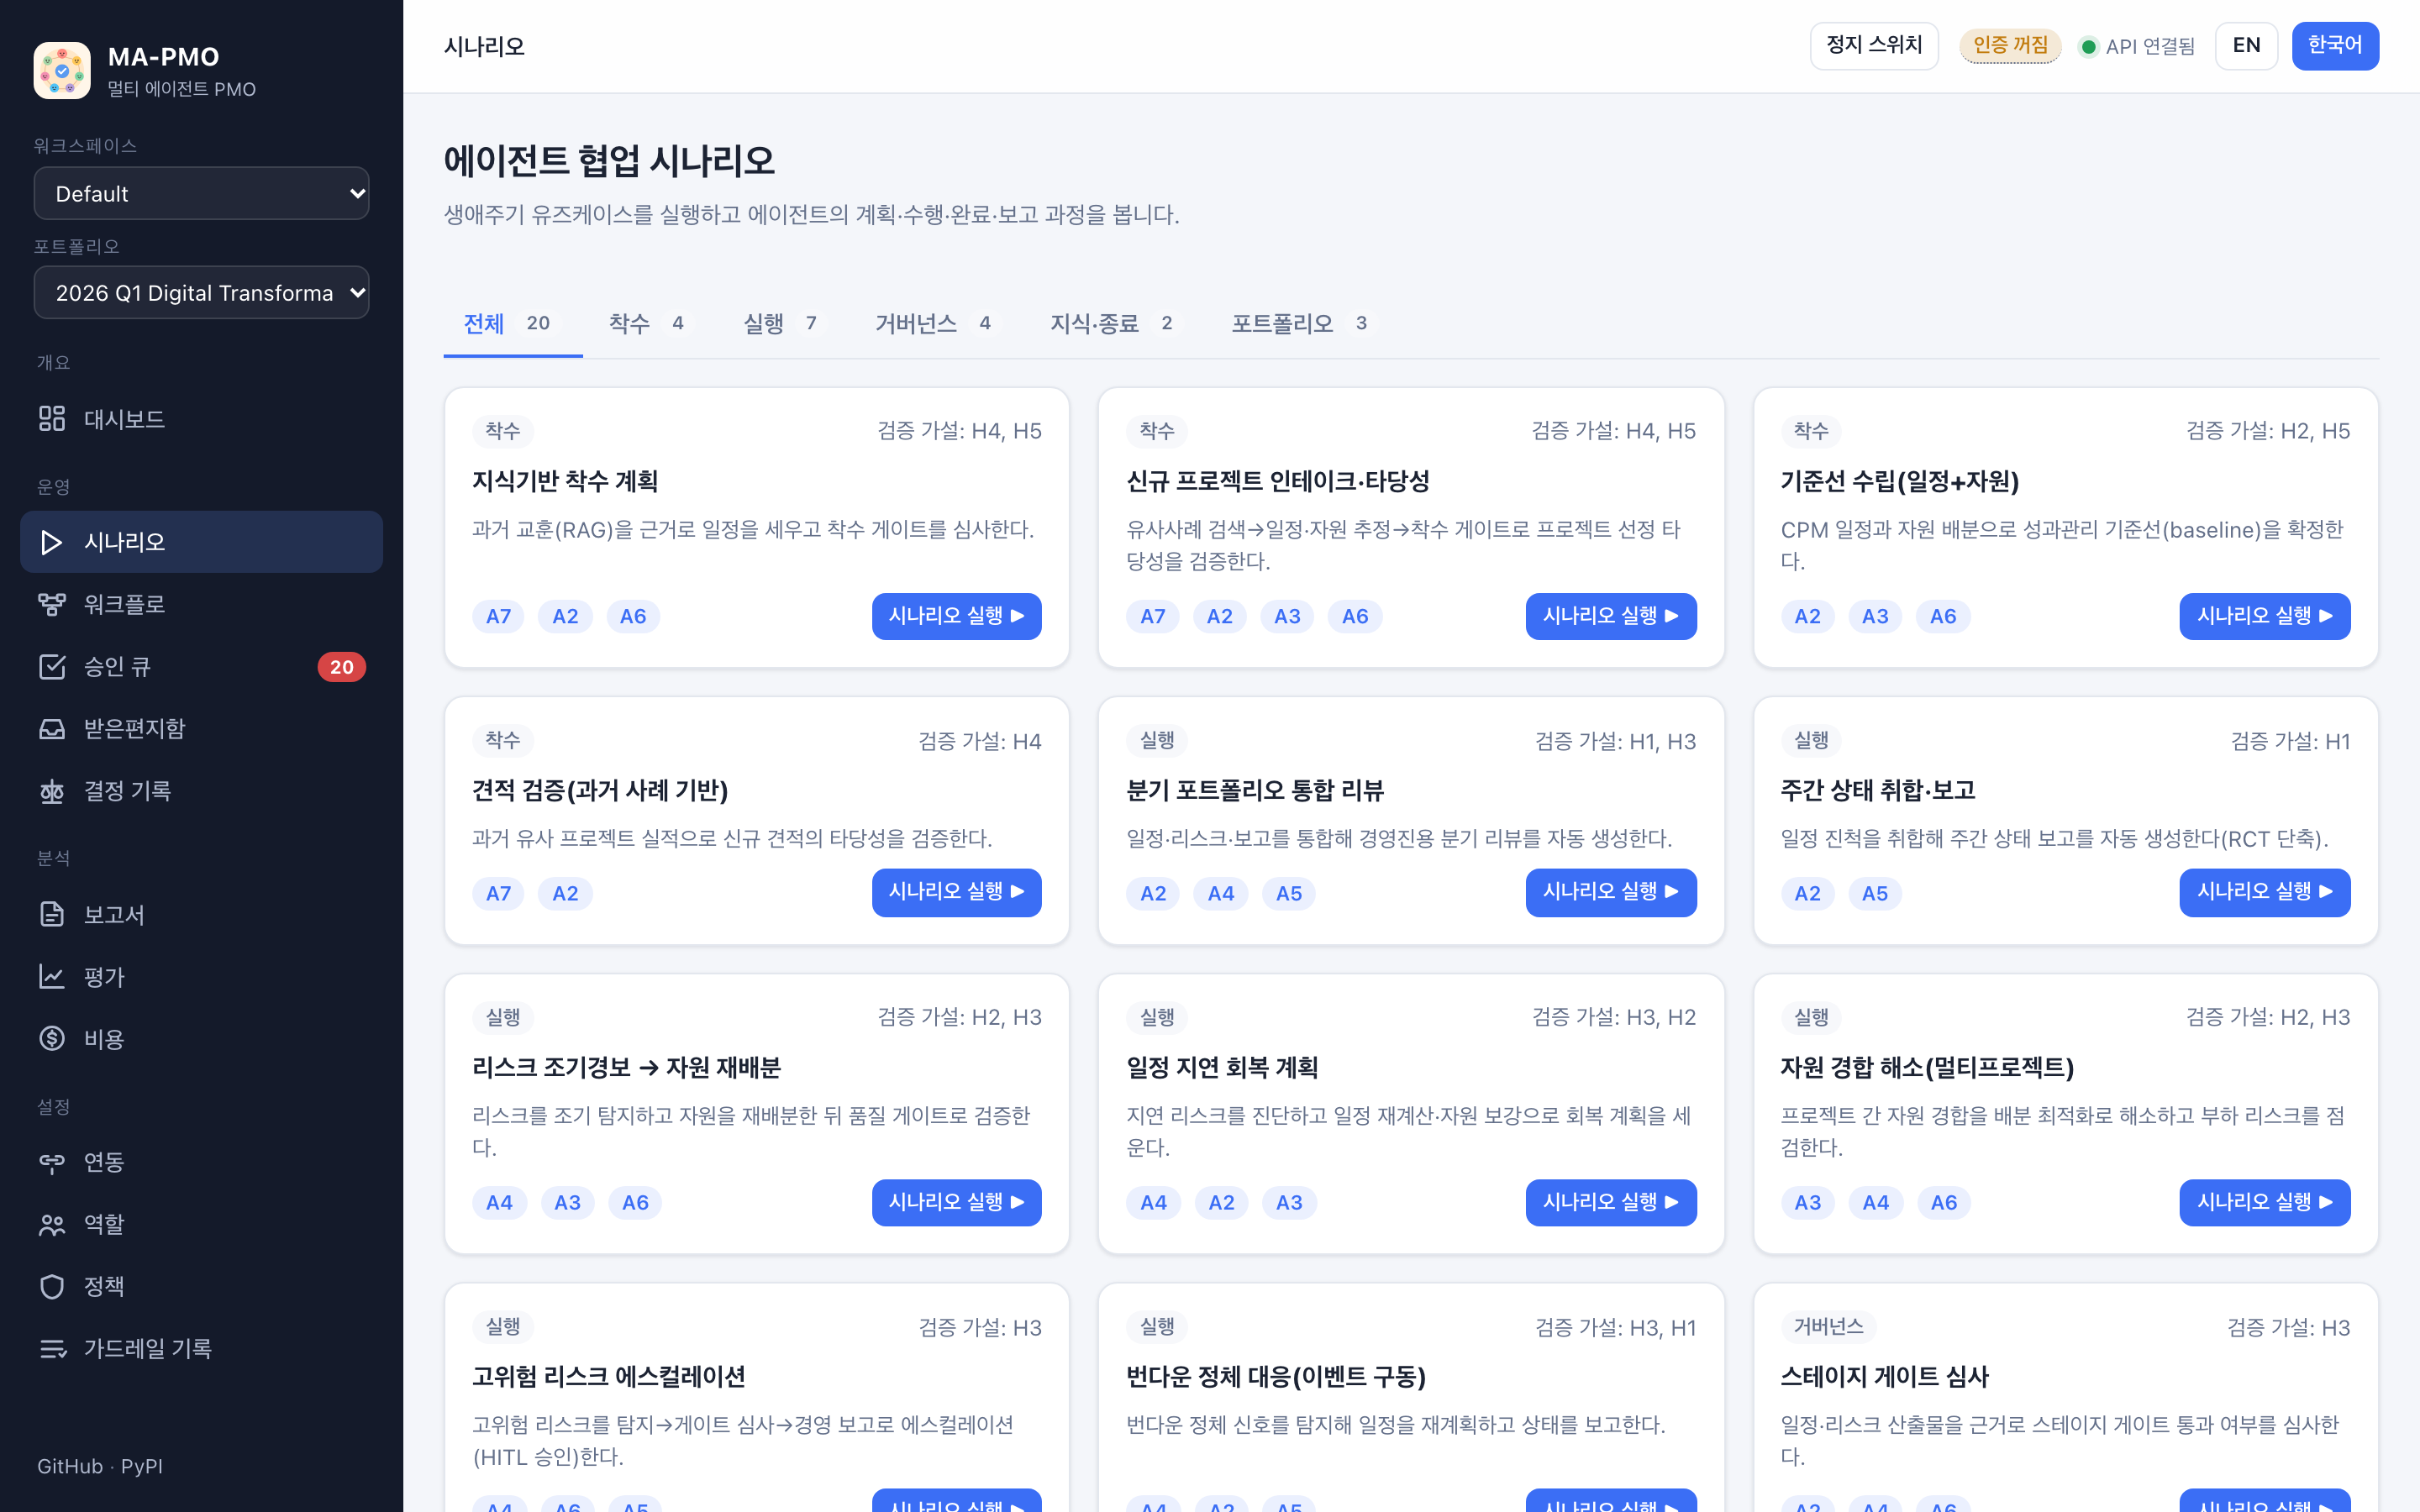 MA-PMO
멀티 에이전트 PMO
워크스페이스
Default
포트폴리오
2026 Q1 Digital Transforma
개요
대시보드
운영
시나리오
워크플로
승인 큐 20
받은편지함
결정 기록
분석
보고서
평가
비용
설정
연동
역할
정책
가드레일 기록
GitHub · PyPI
시나리오
정지 스위치 인증 꺼짐 API 연결됨 EN 한국어
에이전트 협업 시나리오
생애주기 유즈케이스를 실행하고 에이전트의 계획·수행·완료·보고 과정을 봅니다.
전체 20 착수 4 실행 7 거버넌스 4 지식·종료 2 포트폴리오 3
착수 검증 가설: H4, H5
지식기반 착수 계획
과거 교훈(RAG)을 근거로 일정을 세우고 착수 게이트를 심사한다.
A7 A2 A6 시나리오 실행 ▶
착수 검증 가설: H4, H5
신규 프로젝트 인테이크·타당성
유사사례 검색→일정·자원 추정→착수 게이트로 프로젝트 선정 타
당성을 검증한다.
A7 A2 A3 A6 시나리오 실행 ▶
착수 검증 가설: H2, H5
기준선 수립(일정+자원)
CPM 일정과 자원 배분으로 성과관리 기준선(baseline)을 확정한
다.
A2 A3 A6 시나리오 실행 ▶
착수 검증 가설: H4
견적 검증(과거 사례 기반)
과거 유사 프로젝트 실적으로 신규 견적의 타당성을 검증한다.
A7 A2 시나리오 실행 ▶
실행 검증 가설: H1, H3
분기 포트폴리오 통합 리뷰
일정·리스크·보고를 통합해 경영진용 분기 리뷰를 자동 생성한다.
A2 A4 A5 시나리오 실행 ▶
실행 검증 가설: H1
주간 상태 취합·보고
일정 진척을 취합해 주간 상태 보고를 자동 생성한다(RCT 단축).
A2 A5 시나리오 실행 ▶
실행 검증 가설: H2, H3
리스크 조기경보 → 자원 재배분
리스크를 조기 탐지하고 자원을 재배분한 뒤 품질 게이트로 검증한
다.
A4 A3 A6 시나리오 실행 ▶
실행 검증 가설: H3, H2
일정 지연 회복 계획
지연 리스크를 진단하고 일정 재계산·자원 보강으로 회복 계획을 세
운다.
A4 A2 A3 시나리오 실행 ▶
실행 검증 가설: H2, H3
자원 경합 해소(멀티프로젝트)
프로젝트 간 자원 경합을 배분 최적화로 해소하고 부하 리스크를 점
검한다.
A3 A4 A6 시나리오 실행 ▶
실행 검증 가설: H3
고위험 리스크 에스컬레이션
고위험 리스크를 탐지→게이트 심사→경영 보고로 에스컬레이션
(HITL 승인)한다.
A4 A6 A5 시나리오 실행 ▶
실행 검증 가설: H3, H1
번다운 정체 대응(이벤트 구동)
번다운 정체 신호를 탐지해 일정을 재계획하고 상태를 보고한다.
A4 A2 A5 시나리오 실행 ▶
거버넌스 검증 가설: H3
스테이지 게이트 심사
일정·리스크 산출물을 근거로 스테이지 게이트 통과 여부를 심사한
다.
A2 A4 A6 시나리오 실행 ▶